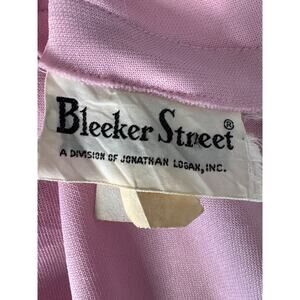 Bleeker Street®
A DIVISION OF JONATHAN LOGAN, INC.